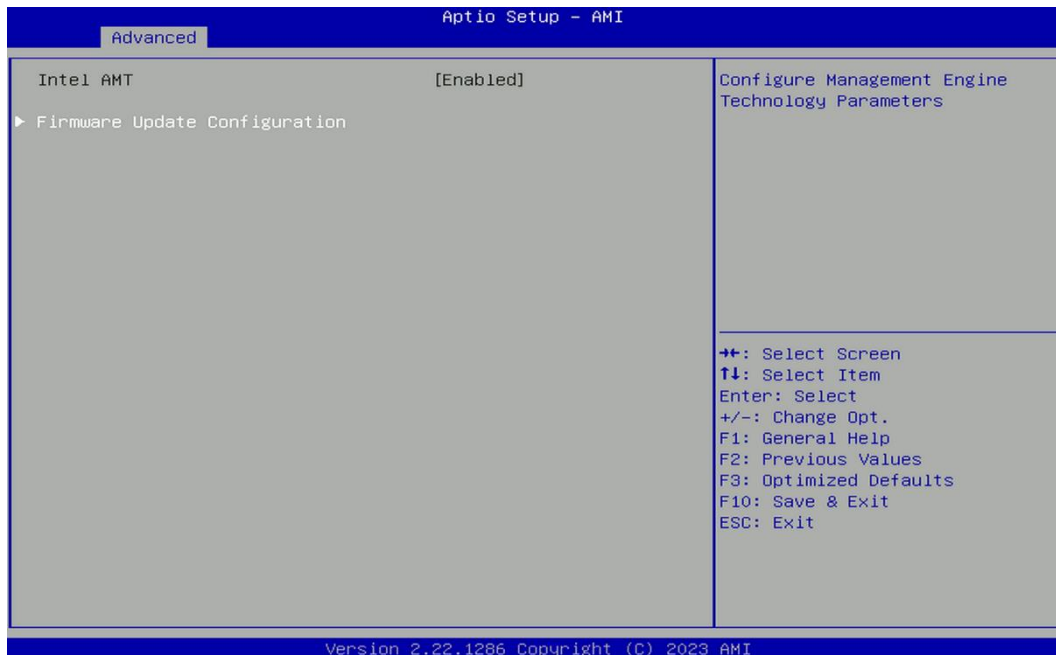 Aptio Setup – AMI
Advanced
Intel AMT [Enabled]
▶ Firmware Update Configuration
Configure Management Engine
Technology Parameters
→←: Select Screen
↑↓: Select Item
Enter: Select
+/-: Change Opt.
F1: General Help
F2: Previous Values
F3: Optimized Defaults
F10: Save & Exit
ESC: Exit
Version 2.22.1286 Copyright (C) 2023 AMI